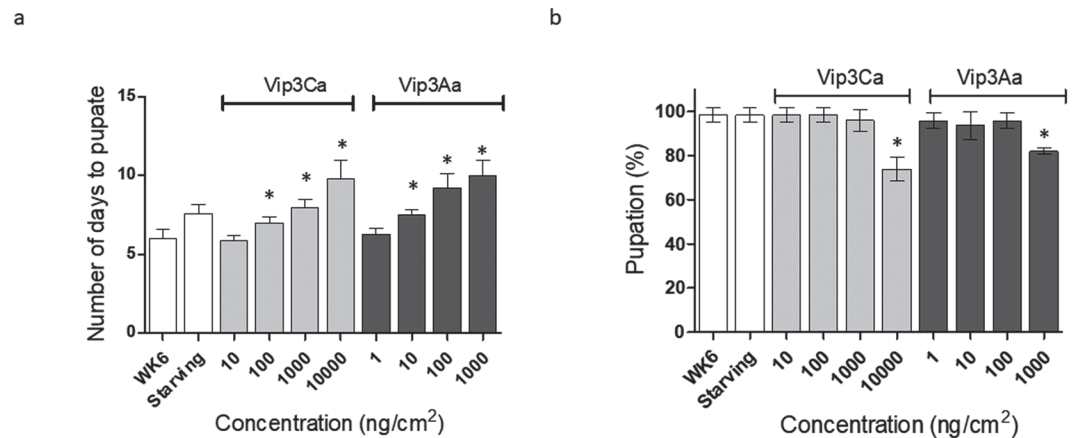 a
Vip3Ca
Vip3Aa
Number of days to pupate
15
10
5
0
*
*
*
*
*
*
WK6
Starving
10
100
1000
10000
1
10
100
1000
Concentration (ng/cm²)
b
Vip3Ca
Vip3Aa
Pupation (%)
100
80
60
40
20
0
*
*
WK6
Starving
10
100
1000
10000
1
10
100
1000
Concentration (ng/cm²)